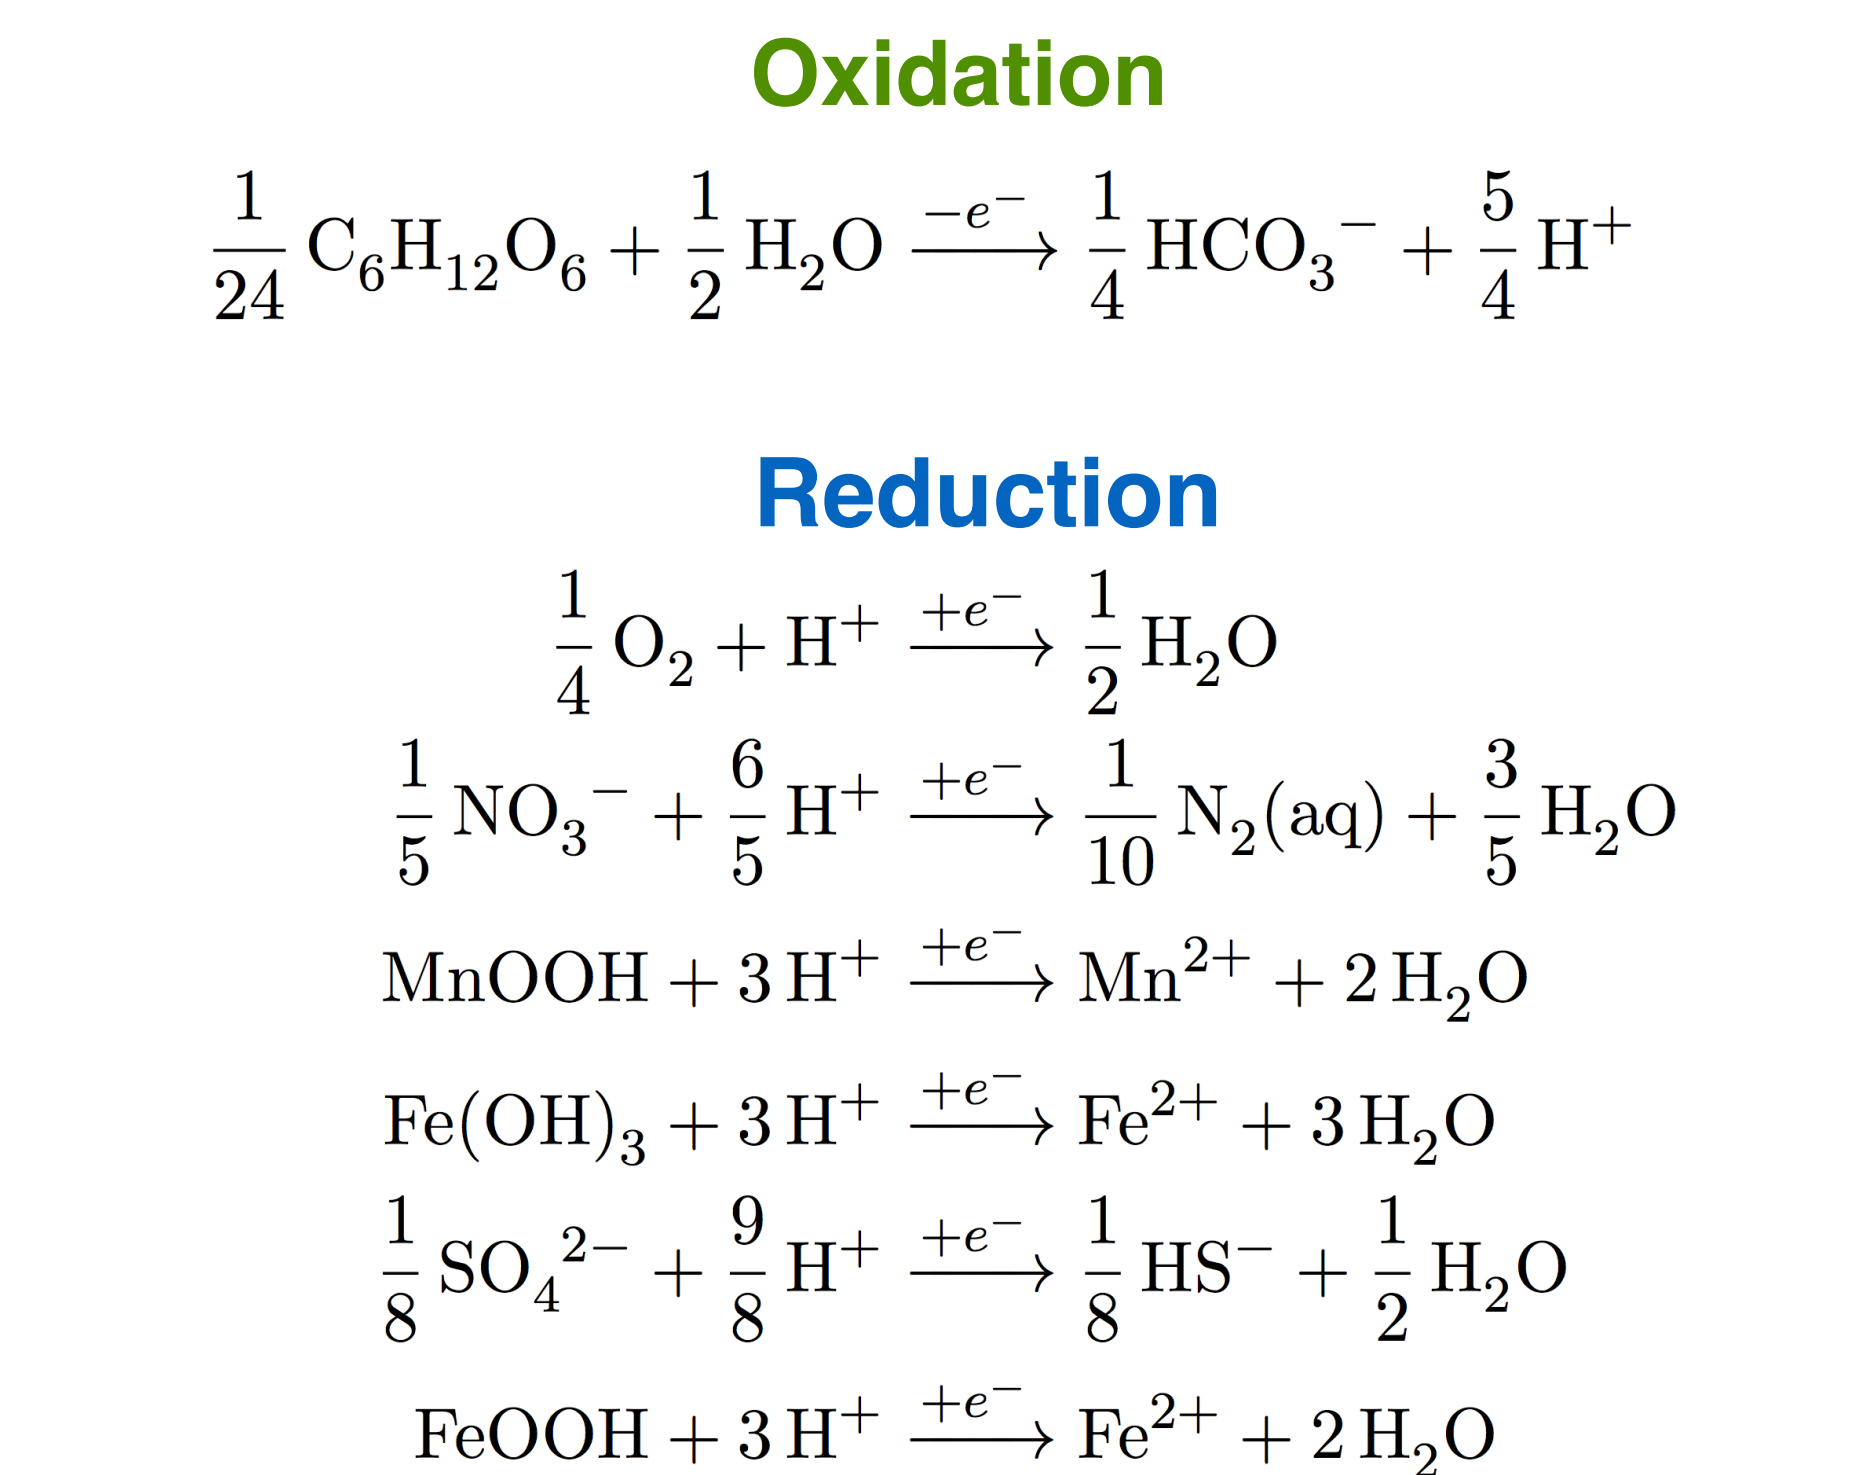 Oxidation
1/24 C₆H₁₂O₆ + 1/2 H₂O —(−e⁻)→ 1/4 HCO₃⁻ + 5/4 H⁺
Reduction
1/4 O₂ + H⁺ —(+e⁻)→ 1/2 H₂O
1/5 NO₃⁻ + 6/5 H⁺ —(+e⁻)→ 1/10 N₂(aq) + 3/5 H₂O
MnOOH + 3 H⁺ —(+e⁻)→ Mn²⁺ + 2 H₂O
Fe(OH)₃ + 3 H⁺ —(+e⁻)→ Fe²⁺ + 3 H₂O
1/8 SO₄²⁻ + 9/8 H⁺ —(+e⁻)→ 1/8 HS⁻ + 1/2 H₂O
FeOOH + 3 H⁺ —(+e⁻)→ Fe²⁺ + 2 H₂O